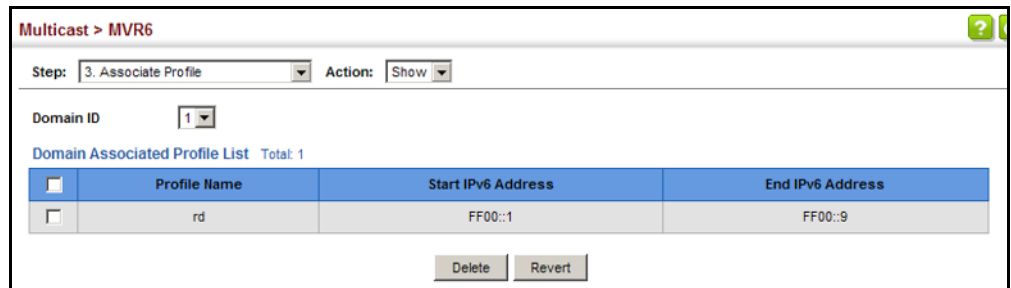 Multicast > MVR6
?
Step: 3. Associate Profile Action: Show
Domain ID 1
Domain Associated Profile List Total: 1
Profile Name Start IPv6 Address End IPv6 Address
rd FF00::1 FF00::9
Delete Revert